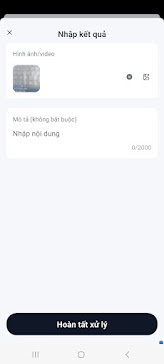 Nhập kết quả
Hình ảnh/video
Mô tả (không bắt buộc)
Nhập nội dung
0/2000
Hoàn tất xử lý